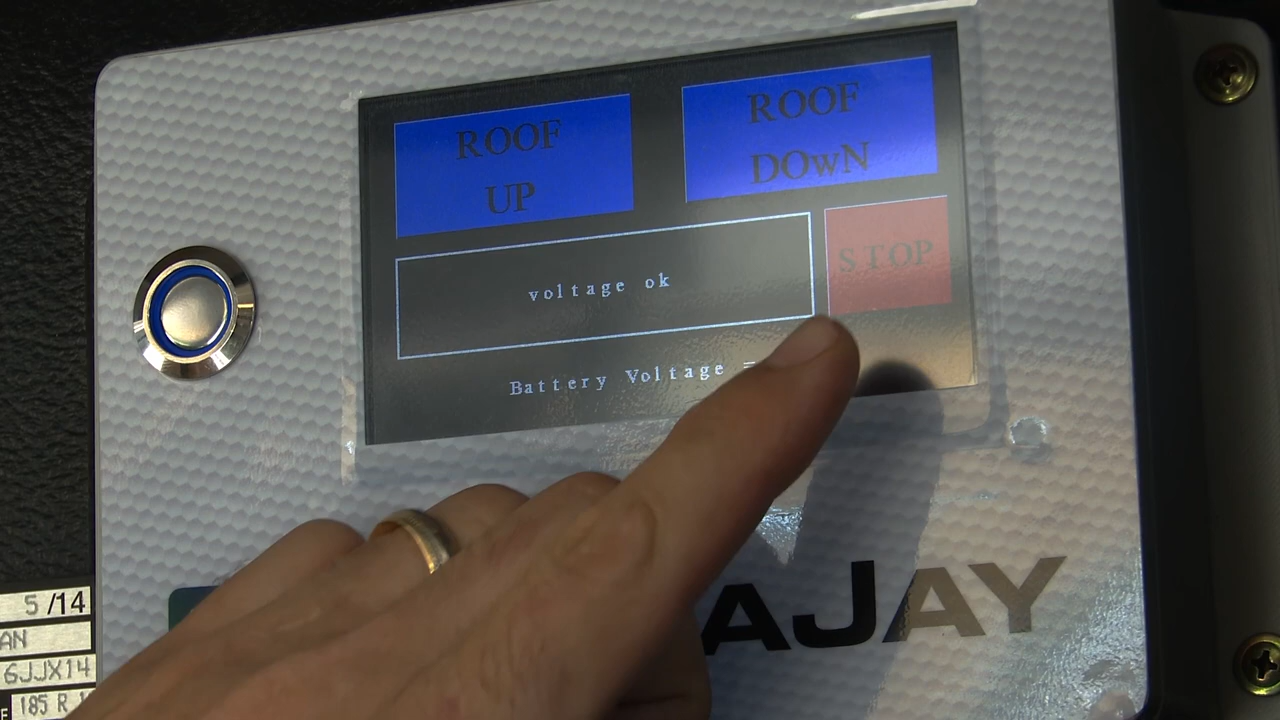 ROOF
UP
ROOF
DOwN
voltage ok
STOP
Battery Voltage =
AJAY
5/14
AN
6JJX14
185 R